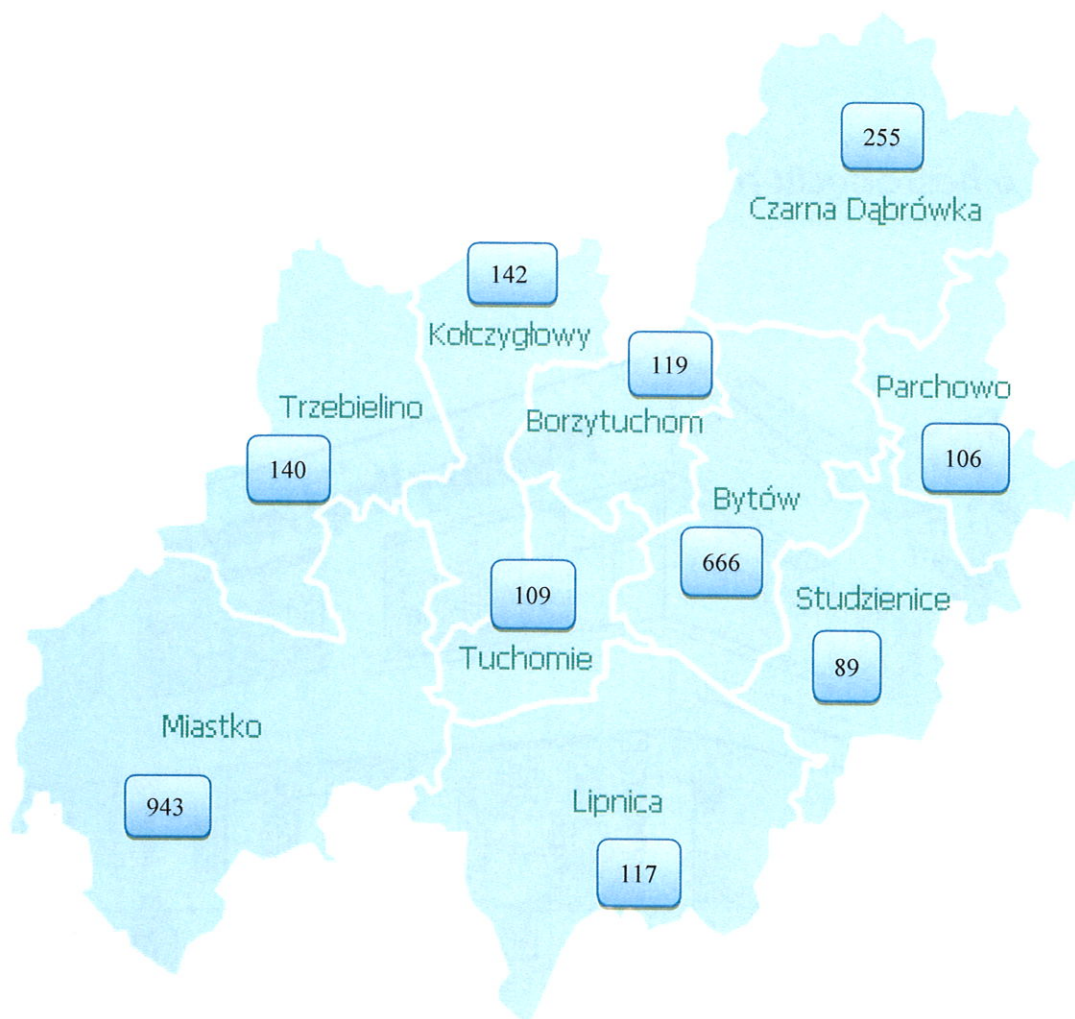 255
Czarna Dąbrówka
142
Kołczygłowy
119
Borzytuchom
Parchowo
106
Trzebielino
140
Bytów
666
109
Tuchomie
Studzienice
89
Miastko
943
Lipnica
117